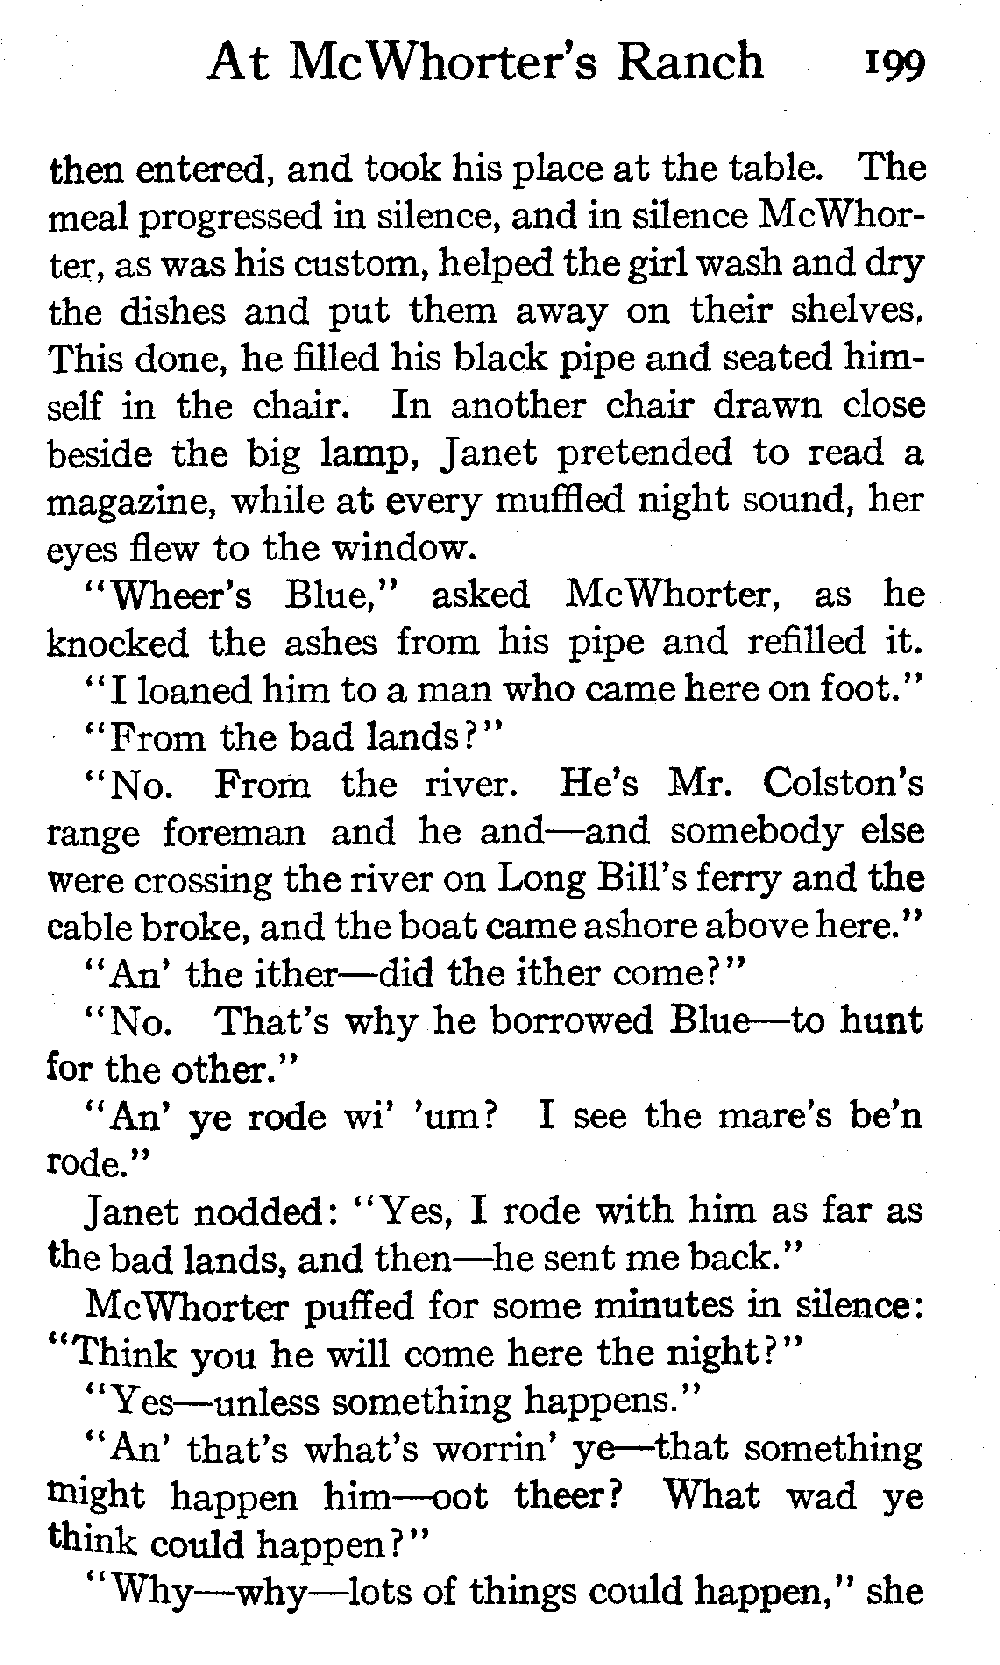 At McWhorter's Ranch 199
then entered, and took his place at the table. The
meal progressed in silence, and in silence McWhor-
ter, as was his custom, helped the girl wash and dry
the dishes and put them away on their shelves.
This done, he filled his black pipe and seated him-
self in the chair. In another chair drawn close
beside the big lamp, Janet pretended to read a
magazine, while at every muffled night sound, her
eyes flew to the window.
"Wheer's Blue," asked McWhorter, as he
knocked the ashes from his pipe and refilled it.
"I loaned him to a man who came here on foot."
"From the bad lands?"
"No. From the river. He's Mr. Colston's
range foreman and he and—and somebody else
were crossing the river on Long Bill's ferry and the
cable broke, and the boat came ashore above here."
"An' the ither—did the ither come?"
"No. That's why he borrowed Blue—to hunt
for the other."
"An' ye rode wi' 'um? I see the mare's be'n
rode."
Janet nodded: "Yes, I rode with him as far as
the bad lands, and then—he sent me back."
McWhorter puffed for some minutes in silence:
"Think you he will come here the night?"
"Yes—unless something happens."
"An' that's what's worrin' ye—that something
might happen him—oot theer? What wad ye
think could happen?"
"Why—why—lots of things could happen," she